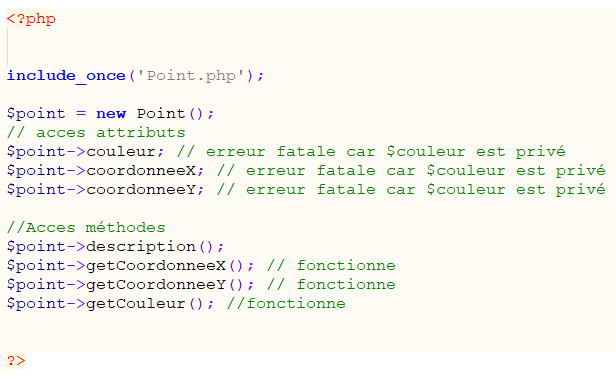 <?php
include_once('Point.php');
$point = new Point();
// acces attributs
$point->couleur; // erreur fatale car $couleur est privé
$point->coordonneeX; // erreur fatale car $couleur est privé
$point->coordonneeY; // erreur fatale car $couleur est privé
//Acces méthodes
$point->description();
$point->getCoordonneeX(); // fonctionne
$point->getCoordonneeY(); // fonctionne
$point->getCouleur(); //fonctionne
?>